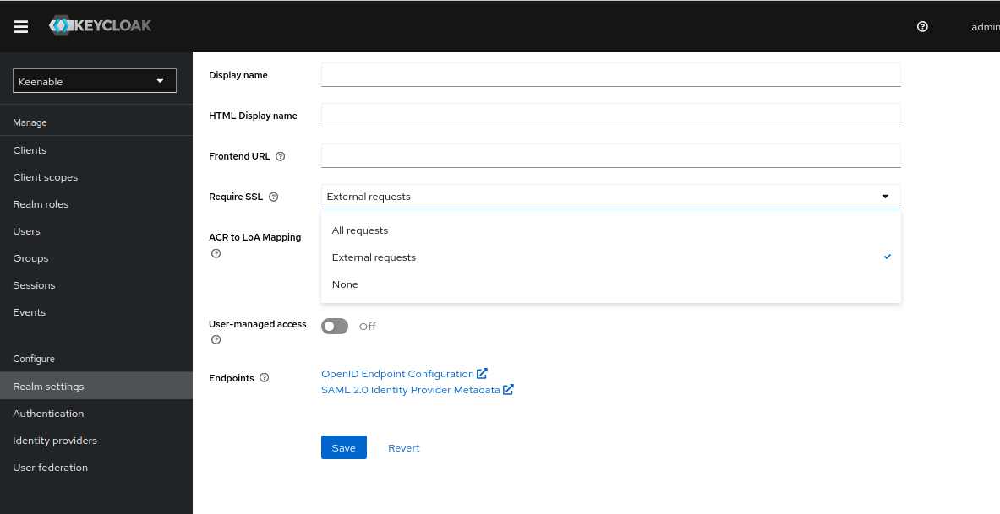 KEYCLOAK
admin
Keenable
Manage
Clients
Client scopes
Realm roles
Users
Groups
Sessions
Events
Configure
Realm settings
Authentication
Identity providers
User federation
Display name
HTML Display name
Frontend URL
Require SSL
External requests
All requests
External requests
None
ACR to LoA Mapping
User-managed access
Off
Endpoints
OpenID Endpoint Configuration
SAML 2.0 Identity Provider Metadata
Save
Revert